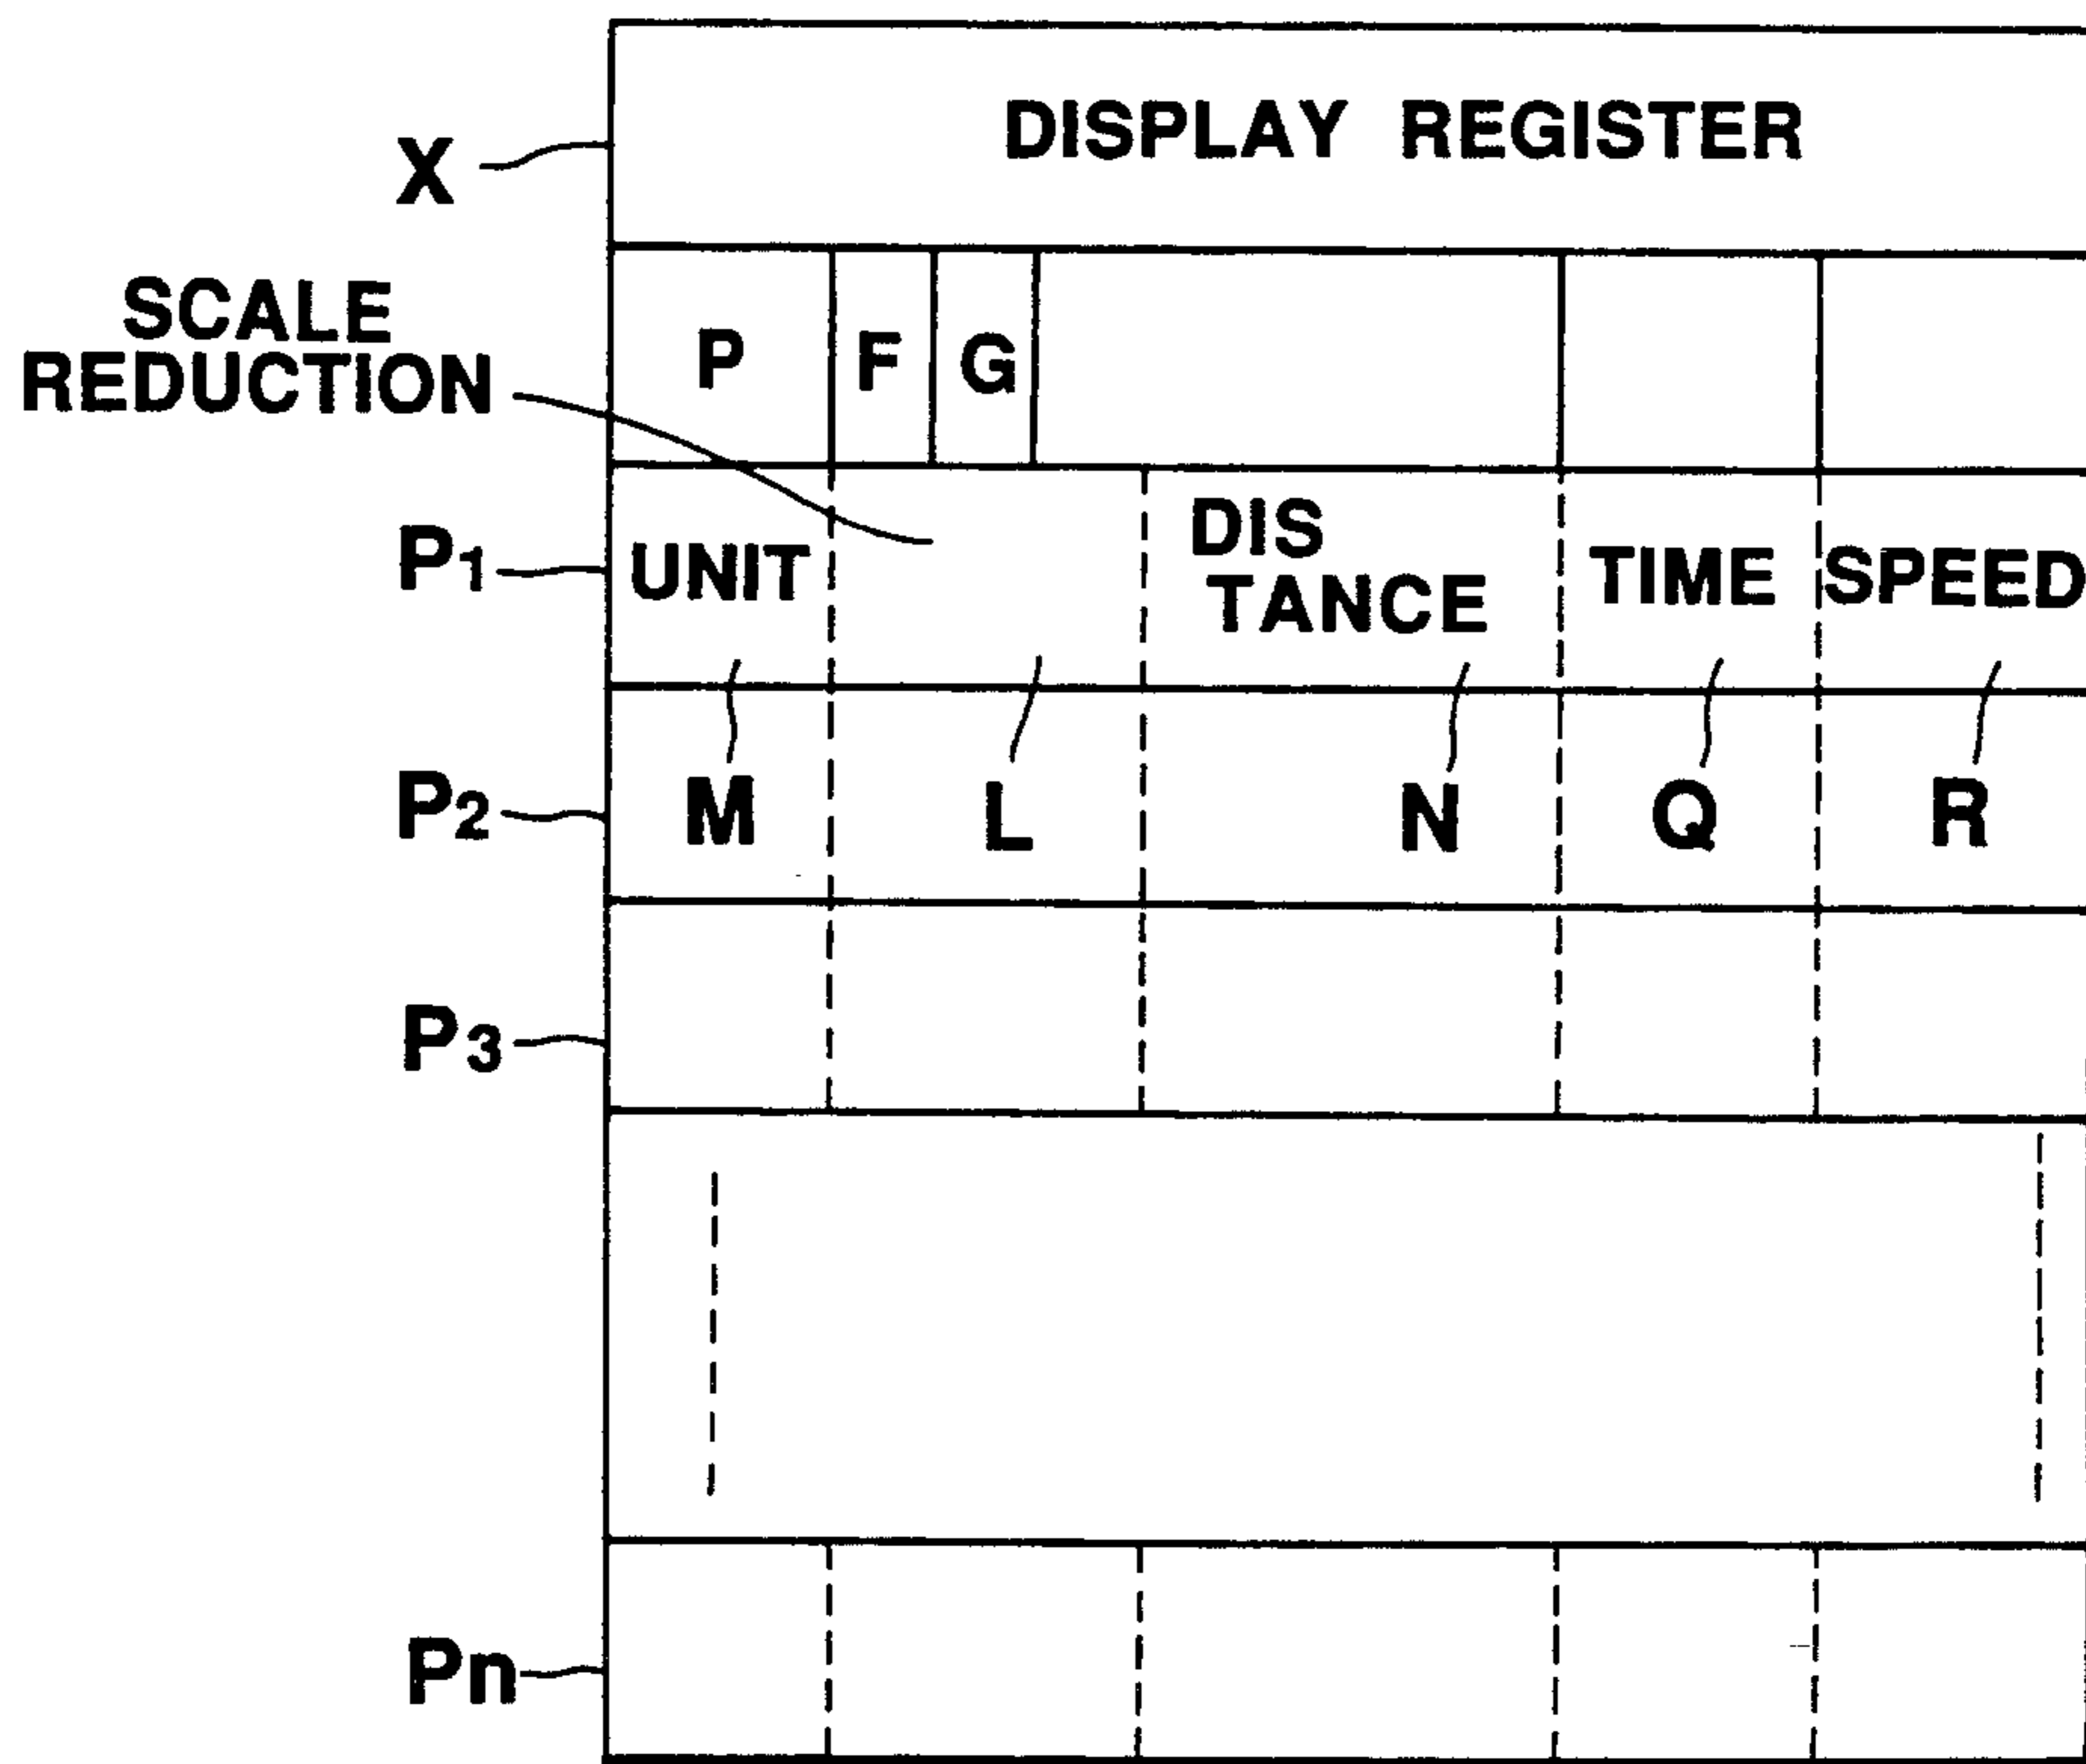 DISPLAY REGISTER
X
SCALE
REDUCTION
P F G
P1 UNIT DIS
TANCE TIME SPEED
P2 M L N Q R
P3
Pn